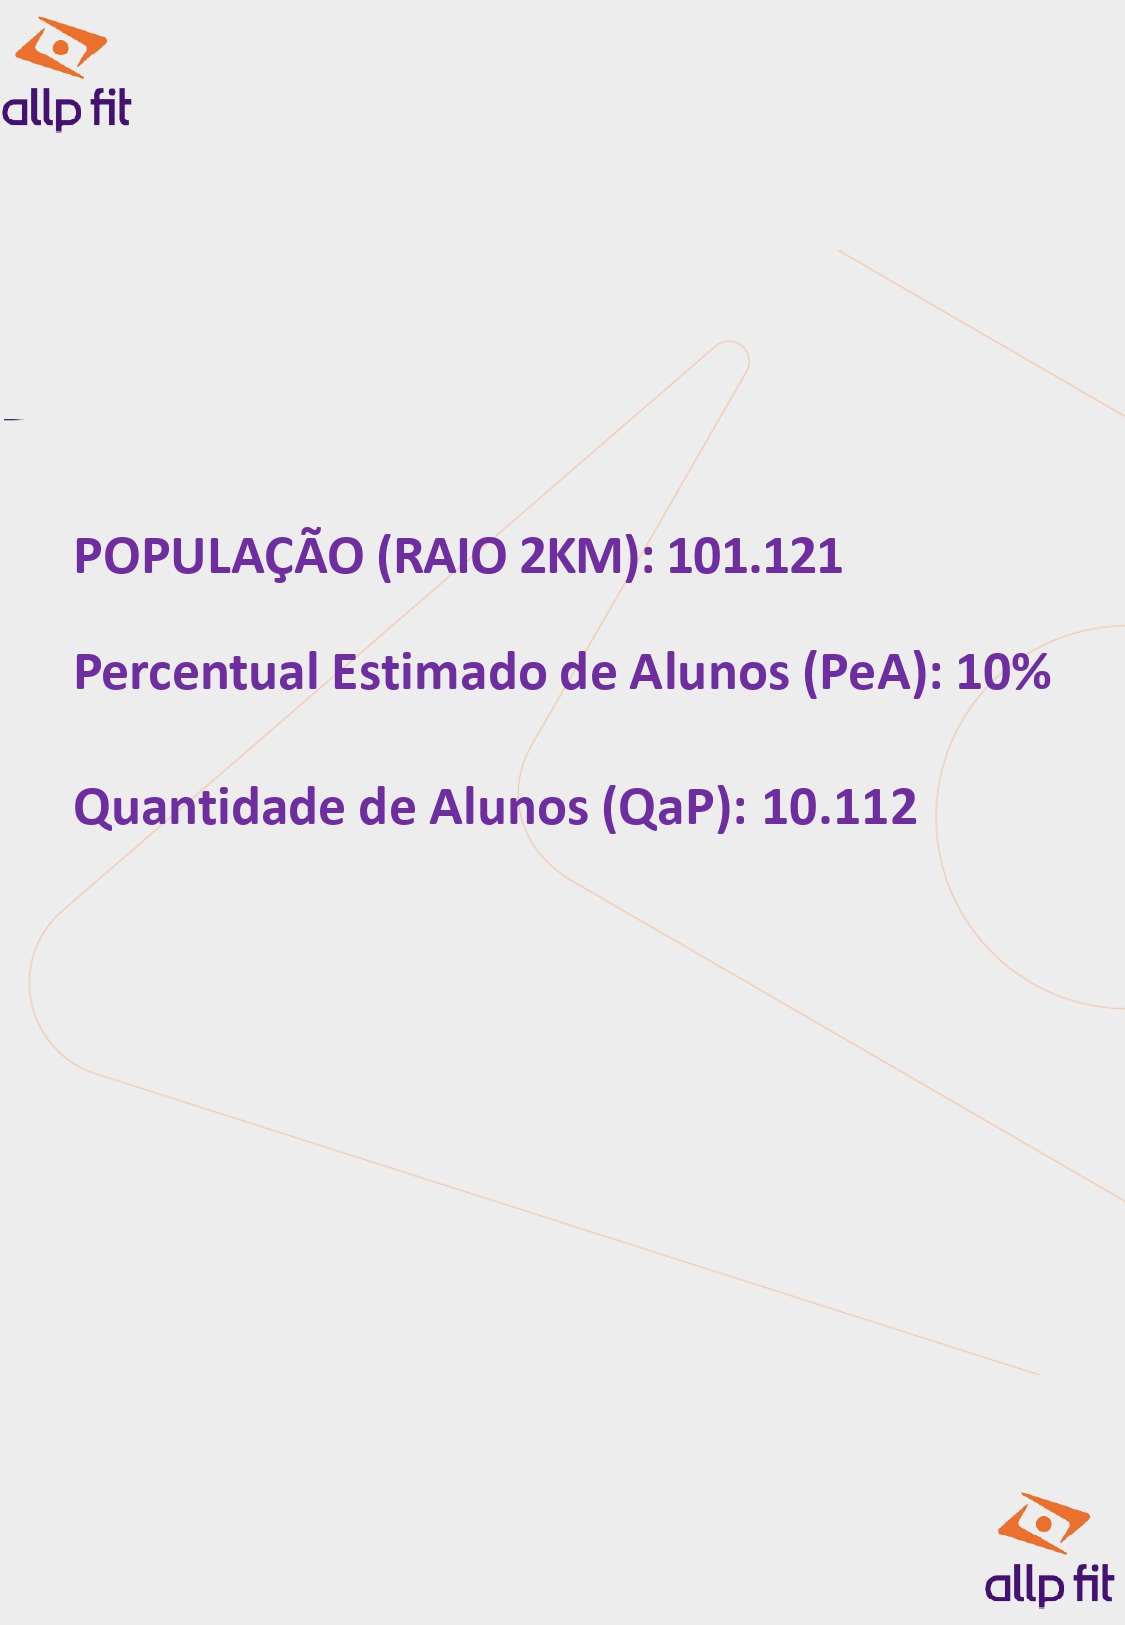 allp fit
POPULAÇÃO (RAIO 2KM): 101.121
Percentual Estimado de Alunos (PeA): 10%
Quantidade de Alunos (QaP): 10.112
allp fit